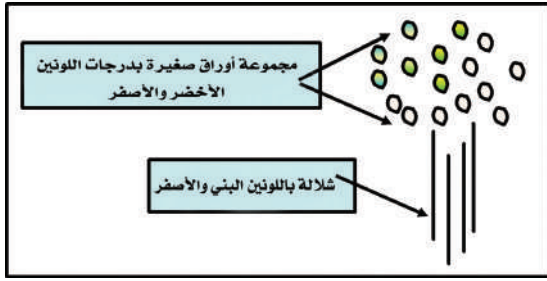 مجموعة أوراق صغيرة بدرجات اللونين
الأخضر والأصفر
شلالة باللونين البني والأصفر